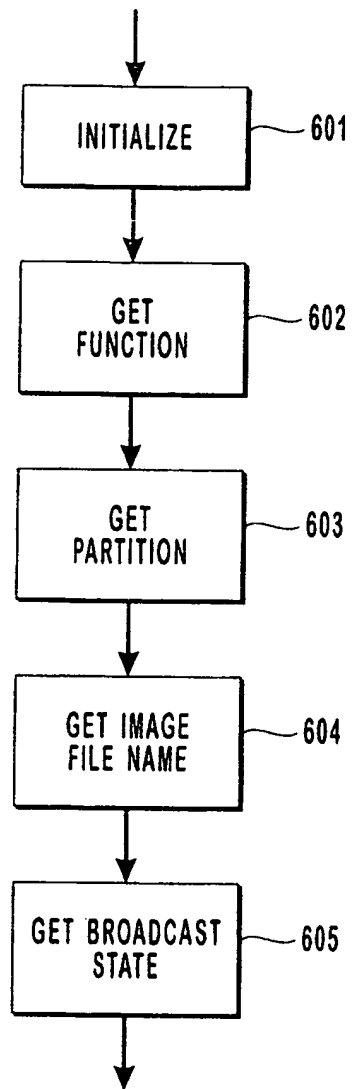 INITIALIZE
601
GET
FUNCTION
602
GET
PARTITION
603
GET IMAGE
FILE NAME
604
GET BROADCAST
STATE
605